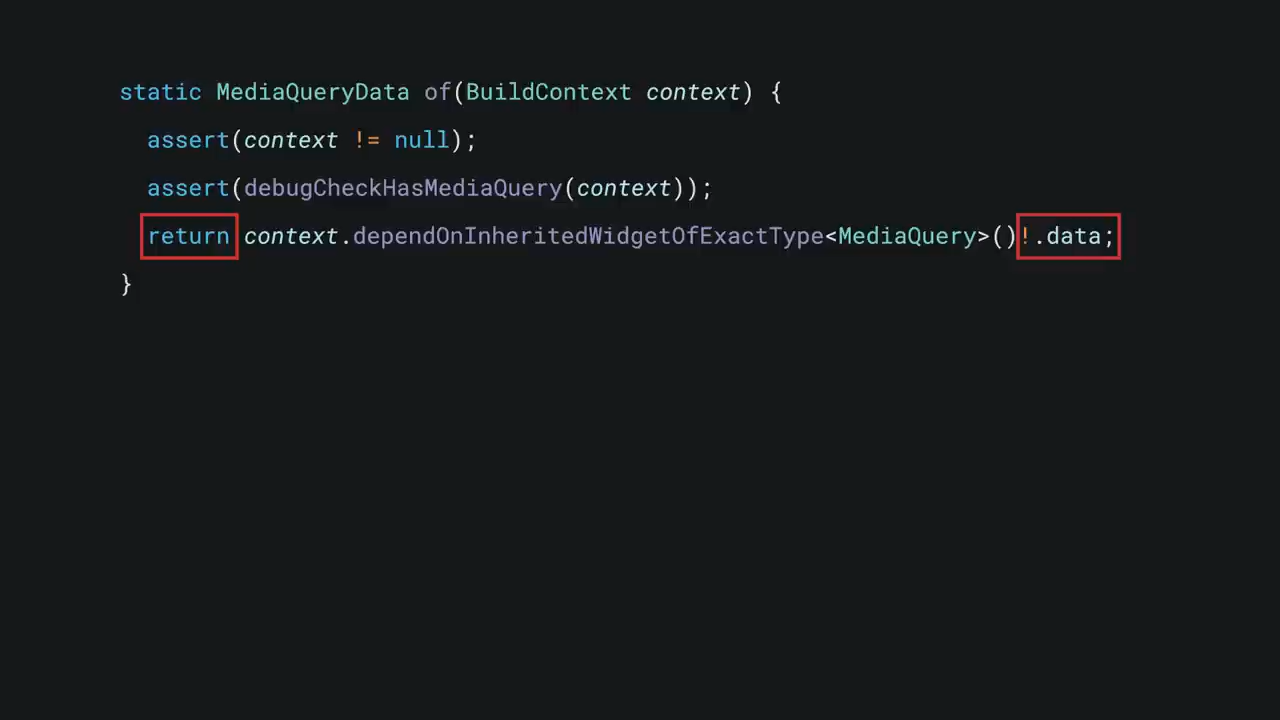 static MediaQueryData of(BuildContext context) {
assert(context != null);
assert(debugCheckHasMediaQuery(context));
return context.dependOnInheritedWidgetOfExactType<MediaQuery>()!.data;
}